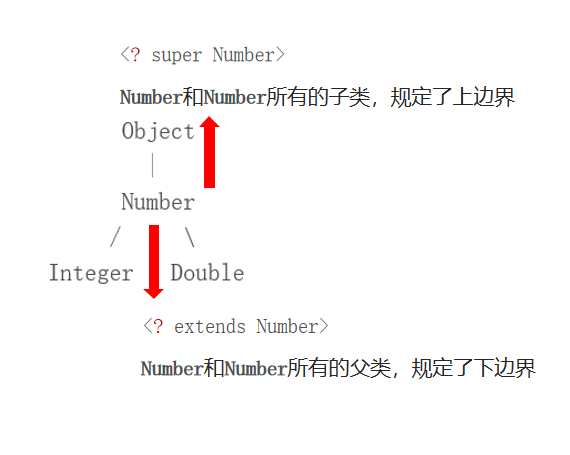 <? super Number>
Number和Number所有的子类，规定了上边界
Object
|
Number
/ \
Integer Double
<? extends Number>
Number和Number所有的父类，规定了下边界